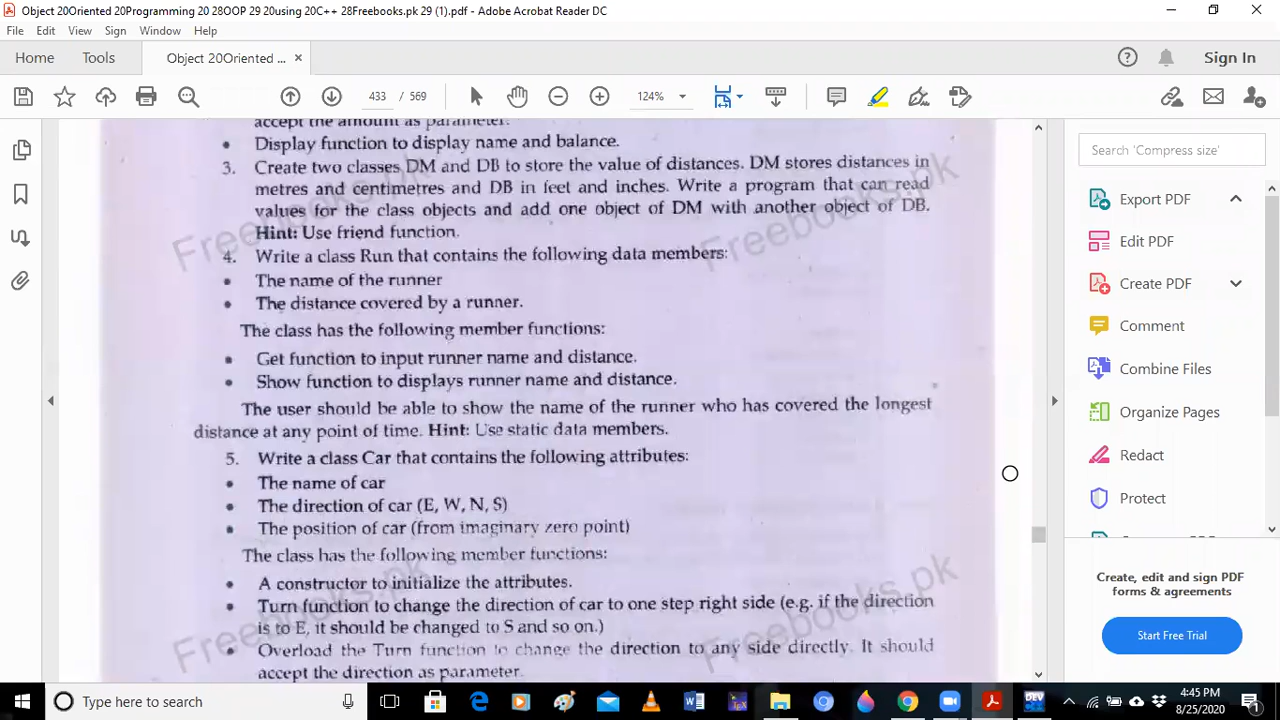 Object 20Oriented 20Programming 20 28OOP 29 20using 20C++ 28Freebooks.pk 29 (1).pdf - Adobe Acrobat Reader DC
File Edit View Sign Window Help
Home Tools Object 20Oriented ... ×
Sign In
433 / 569
124%
accept the amount as parameter.
• Display function to display name and balance.
3. Create two classes DM and DB to store the value of distances. DM stores distances in
metres and centimetres and DB in feet and inches. Write a program that can read
values for the class objects and add one object of DM with another object of DB.
Hint: Use friend function.
4. Write a class Run that contains the following data members:
• The name of the runner
• The distance covered by a runner.
The class has the following member functions:
• Get function to input runner name and distance.
• Show function to displays runner name and distance.
The user should be able to show the name of the runner who has covered the longest
distance at any point of time. Hint: Use static data members.
5. Write a class Car that contains the following attributes:
• The name of car
• The direction of car (E, W, N, S)
• The position of car (from imaginary zero point)
The class has the following member functions:
• A constructor to initialize the attributes.
• Turn function to change the direction of car to one step right side (e.g. if the direction
is to E, it should be changed to S and so on.)
• Overload the Turn function to change the direction to any side directly. It should
accept the direction as parameter.
Freebooks.pk
Freebooks.pk
Freebooks.pk
Freebooks.pk
Search 'Compress size'
Export PDF
Edit PDF
Create PDF
Comment
Combine Files
Organize Pages
Redact
Protect
Create, edit and sign PDF
forms & agreements
Start Free Trial
Type here to search
4:45 PM
8/25/2020